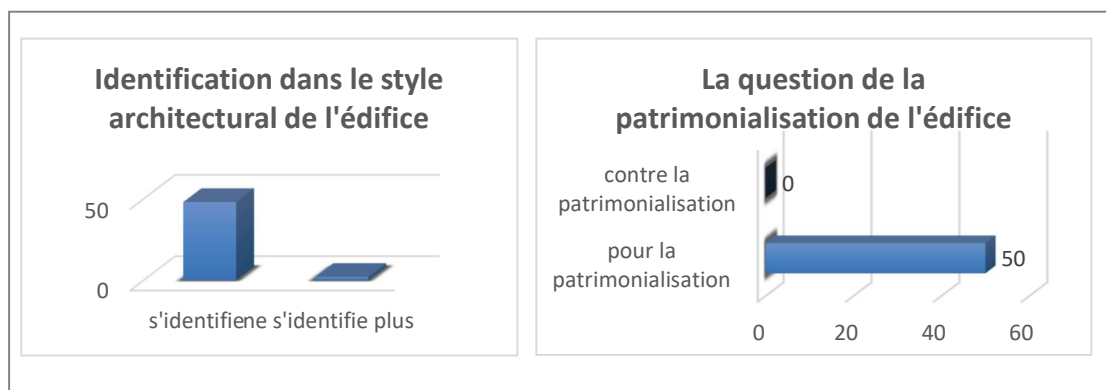 Identification dans le style
architectural de l'édifice
50
0
s'identifiene s'identifie plus
La question de la
patrimonialisation de l'édifice
contre la
patrimonialisation
0
pour la
patrimonialisation
50
0 20 40 60